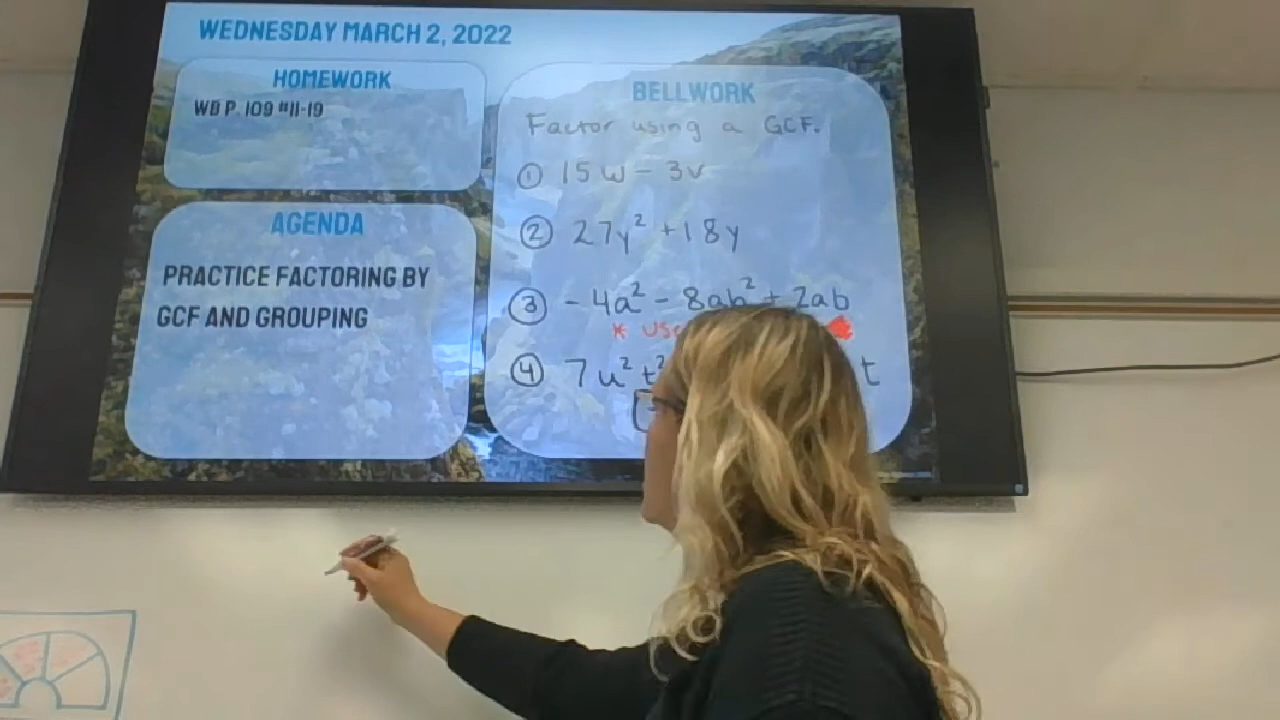 WEDNESDAY MARCH 2, 2022
HOMEWORK
WB P. 109 #11-19
AGENDA
PRACTICE FACTORING BY
GCF AND GROUPING
BELLWORK
Factor using a GCF.
① 15w - 3v
② 27y² + 18y
③ -4a² - 8ab² + 2ab
* use
④ 7u²t² t